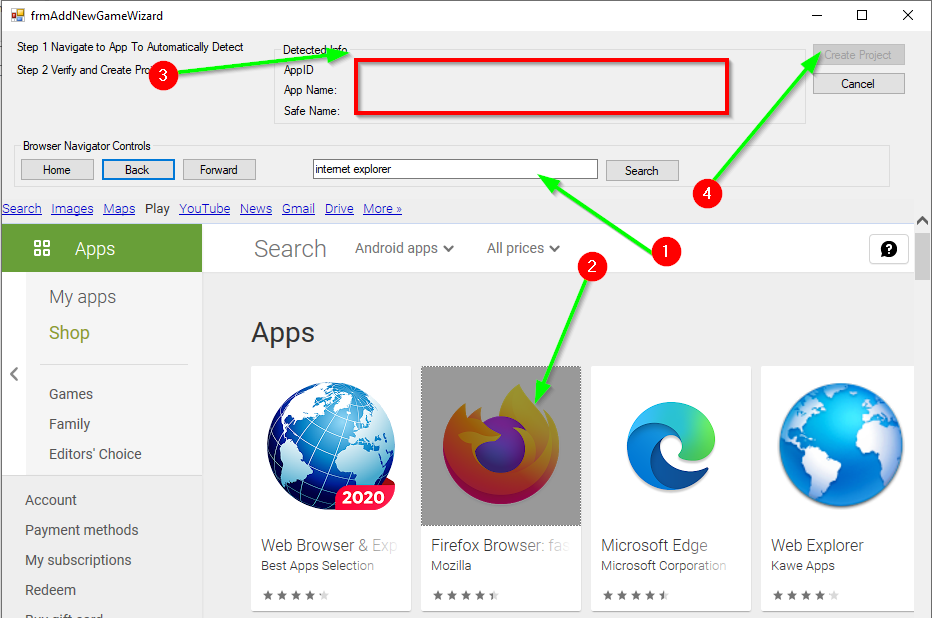 frmAddNewGameWizard
Step 1 Navigate to App To Automatically Detect
Step 2 Verify and Create
3
Detected Info
AppID
App Name:
Safe Name:
Create Project
Cancel
4
Browser Navigator Controls
Home Back Forward internet explorer Search
1
Search Images Maps Play YouTube News Gmail Drive More »
Apps
Search Android apps All prices
?
2
My apps
Shop
Games
Family
Editors' Choice
Account
Payment methods
My subscriptions
Redeem
Buy gift card
Apps
2020
Web Browser & Exp
Best Apps Selection
Firefox Browser: fas
Mozilla
Microsoft Edge
Microsoft Corporation
Web Explorer
Kawe Apps